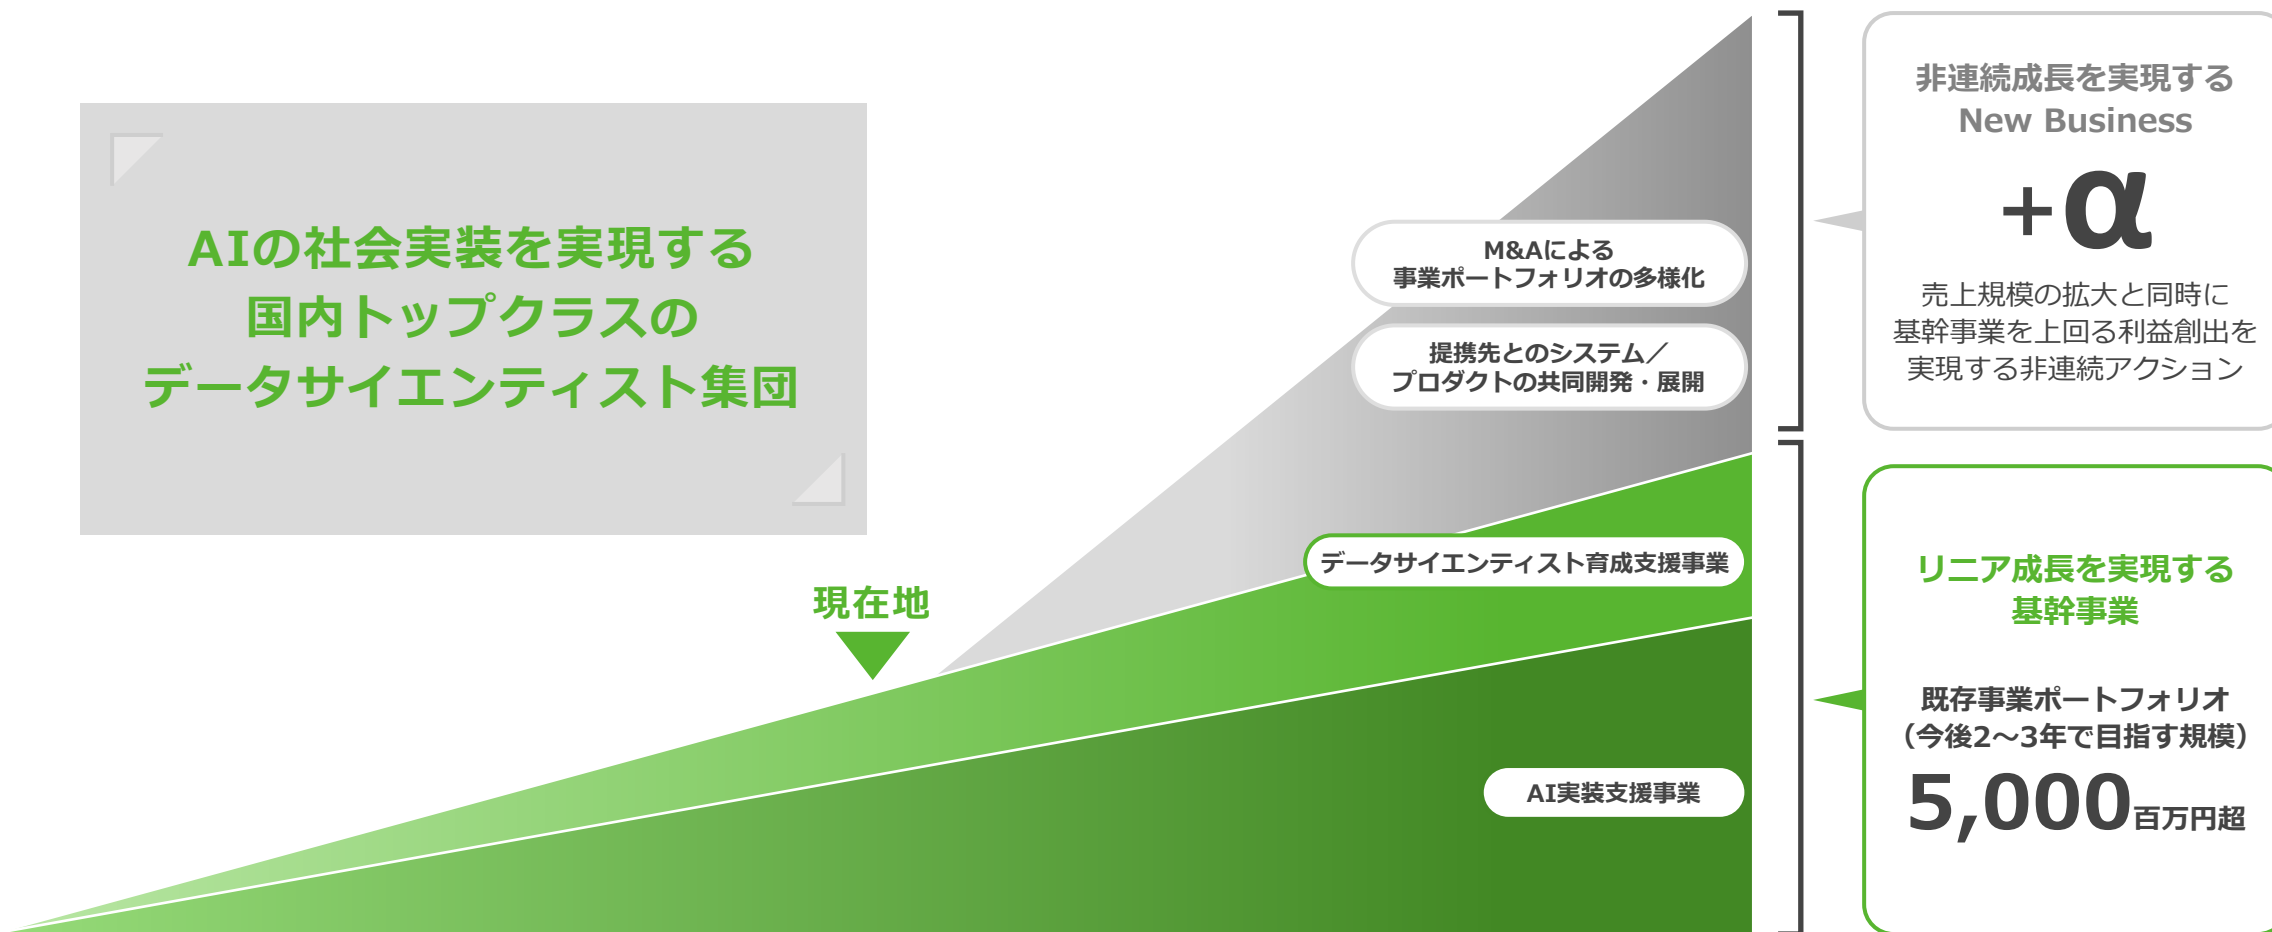 AIの社会実装を実現する
国内トップクラスの
データサイエンティスト集団
現在地
M&Aによる
事業ポートフォリオの多様化
提携先とのシステム／
プロダクトの共同開発・展開
データサイエンティスト育成支援事業
AI実装支援事業
非連続成長を実現する
New Business
+α
売上規模の拡大と同時に
基幹事業を上回る利益創出を
実現する非連続アクション
リニア成長を実現する
基幹事業
既存事業ポートフォリオ
（今後2～3年で目指す規模）
5,000百万円超